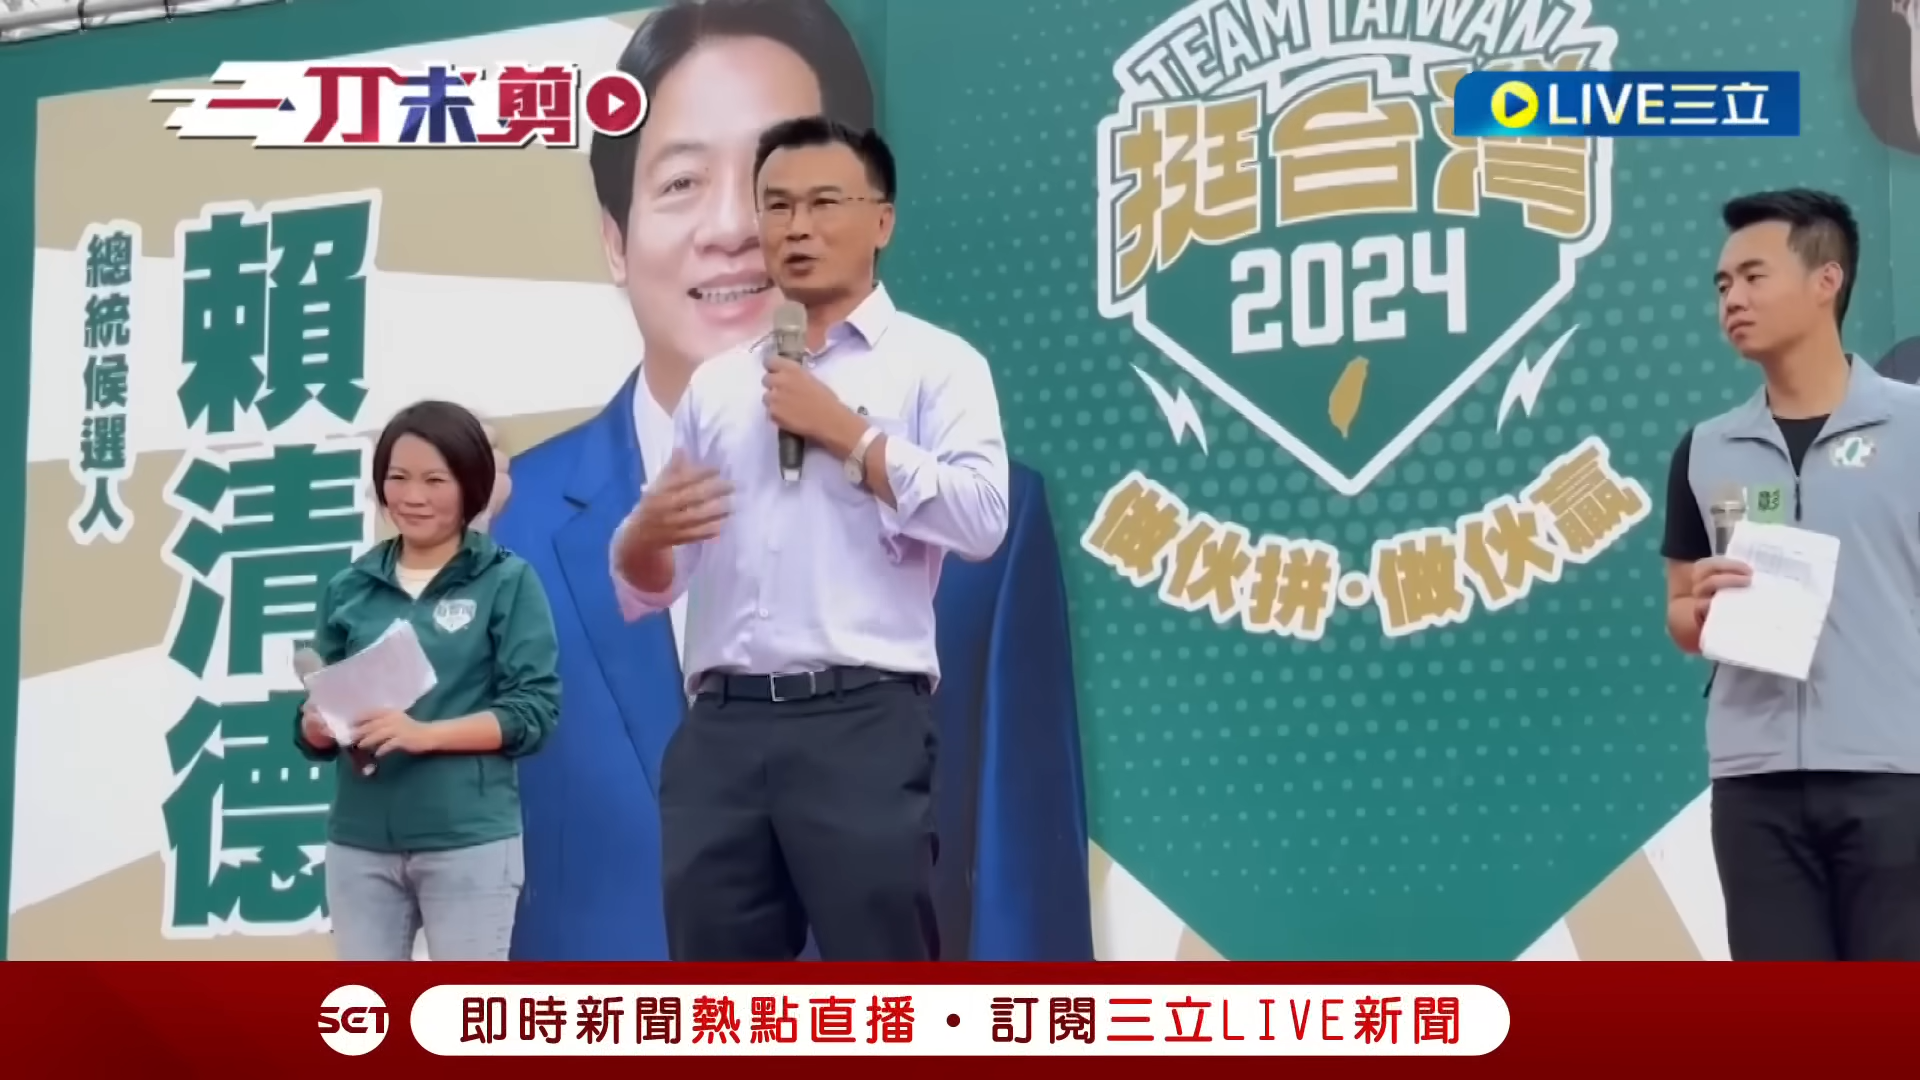 一刀未剪
LIVE三立
TEAM TAIWAN
挺台灣
2024
總統候選人
賴清德
做伙拼·做伙贏
SET
即時新聞熱點直播・訂閱三立LIVE新聞